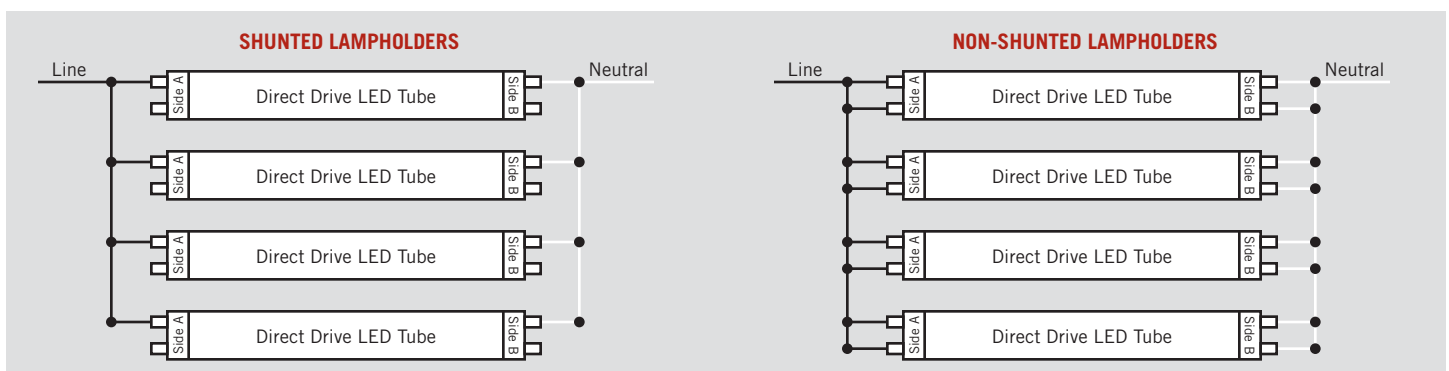 SHUNTED LAMPHOLDERS
Line
Neutral
Side A
Direct Drive LED Tube
Side B
Side A
Direct Drive LED Tube
Side B
Side A
Direct Drive LED Tube
Side B
Side A
Direct Drive LED Tube
Side B
NON-SHUNTED LAMPHOLDERS
Line
Neutral
Side A
Direct Drive LED Tube
Side B
Side A
Direct Drive LED Tube
Side B
Side A
Direct Drive LED Tube
Side B
Side A
Direct Drive LED Tube
Side B